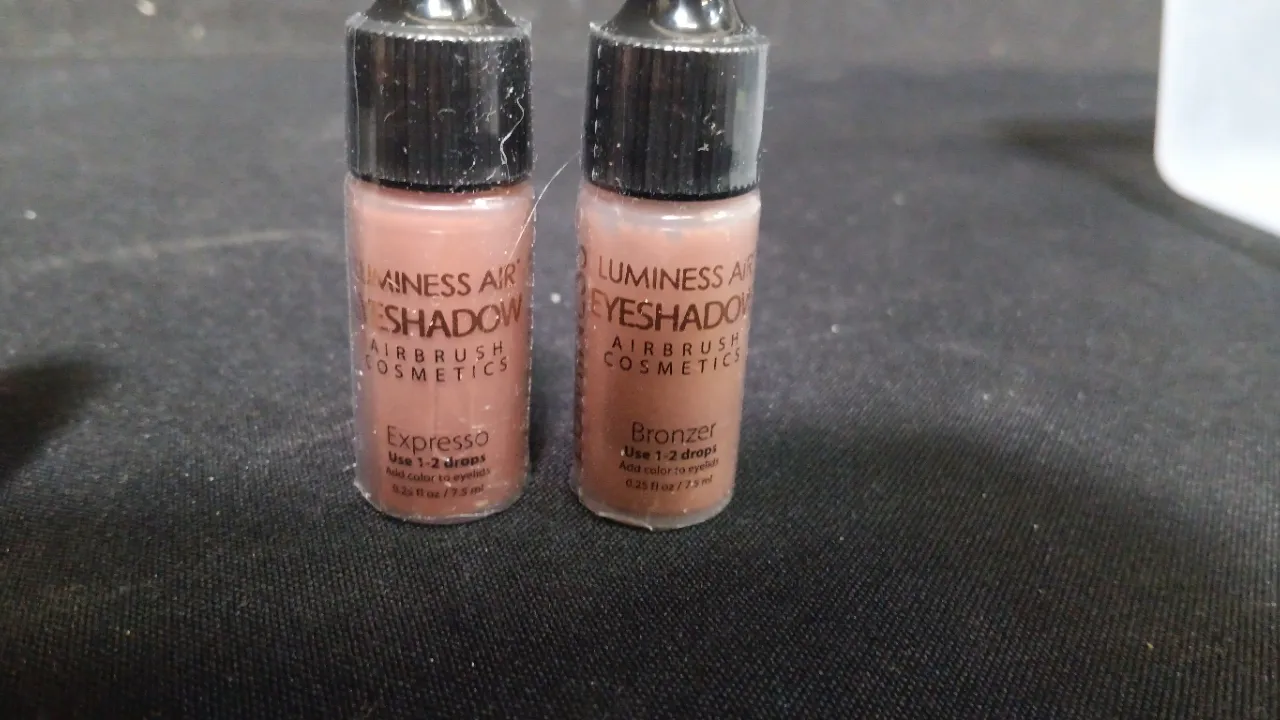 LUMINESS AIR
EYESHADOW
AIRBRUSH
COSMETICS
Expresso
Use 1-2 drops
Add color to eyelids
0.25 fl oz / 7.5 ml
LUMINESS AIR
EYESHADOW
AIRBRUSH
COSMETICS
Bronzer
Use 1-2 drops
Add color to eyelids
0.25 fl oz / 7.5 ml